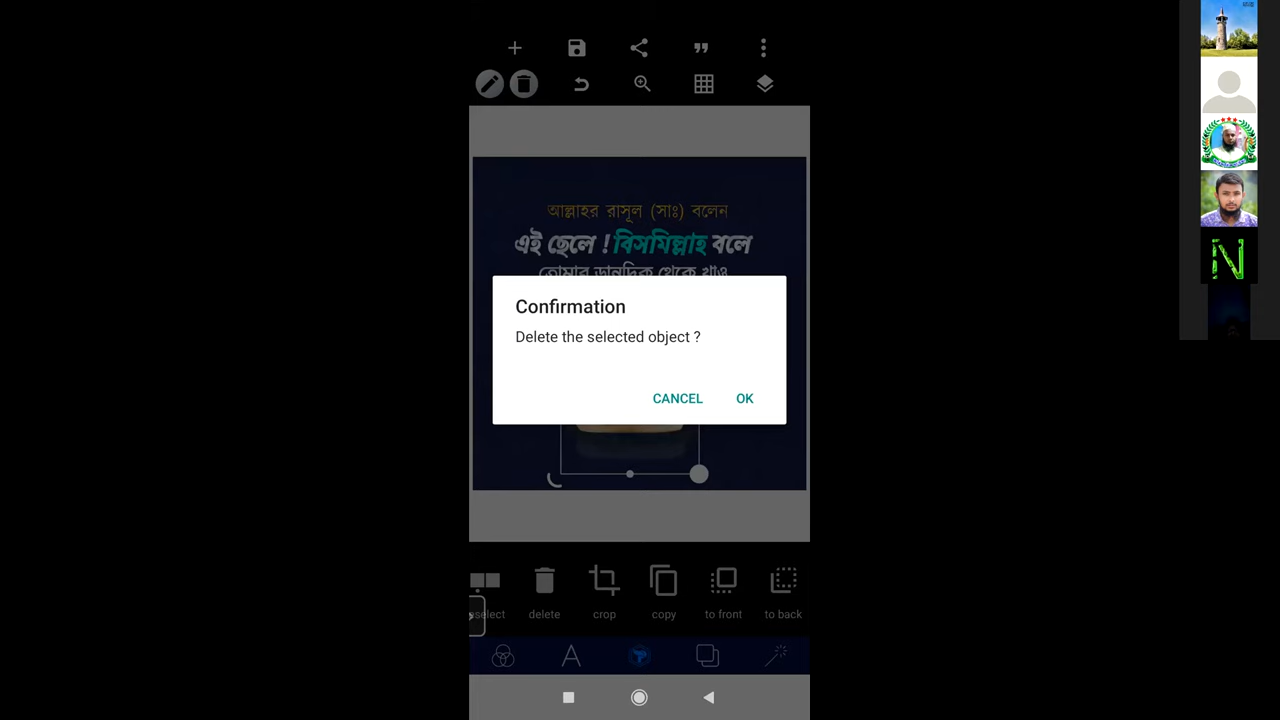 আল্লাহর রাসূল (সাঃ) বলেন
এই ছেলে ! বিসমিল্লাহ বলে
তোমার ডানদিক থেকে খাও
Confirmation
Delete the selected object ?
CANCEL OK
delete crop copy to front to back
A
N